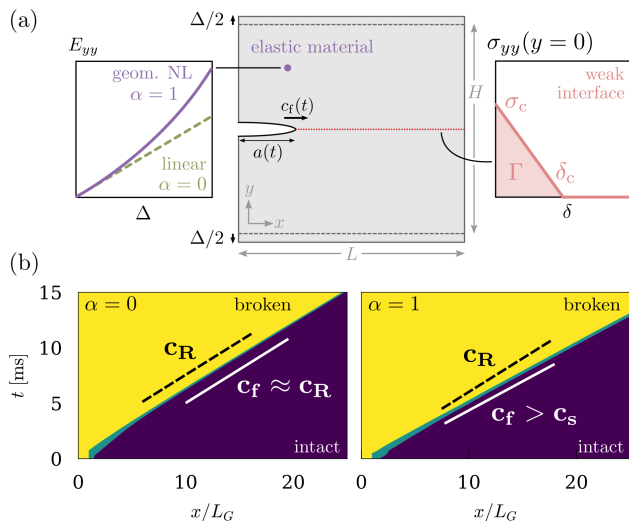 (a)
E_yy
geom. NL
α = 1
linear
α = 0
Δ
Δ/2
elastic material
c_f(t)
a(t)
y
x
H
Δ/2
L
σ_yy(y = 0)
weak
interface
σ_c
Γ
δ_c
δ
(b)
α = 0
broken
c_R
c_f ≈ c_R
intact
15
10
5
0
t [ms]
0
10
20
x/L_G
α = 1
broken
c_R
c_f > c_s
intact
0
10
20
x/L_G